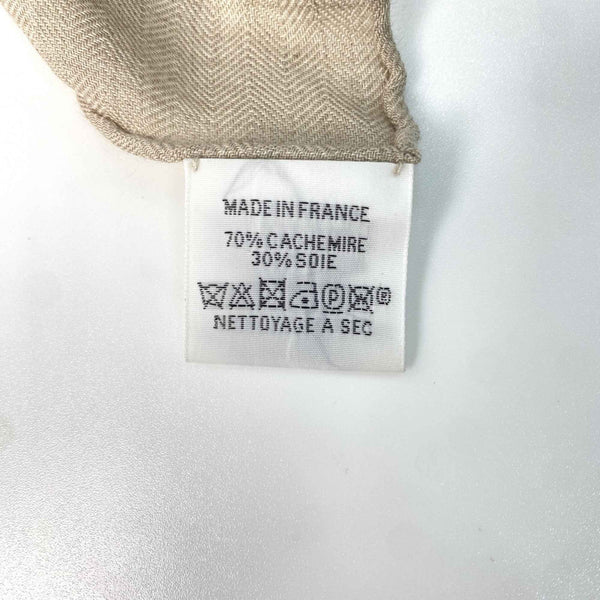 MADE IN FRANCE
70% CACHEMIRE
30% SOIE
P ®
NETTOYAGE A SEC